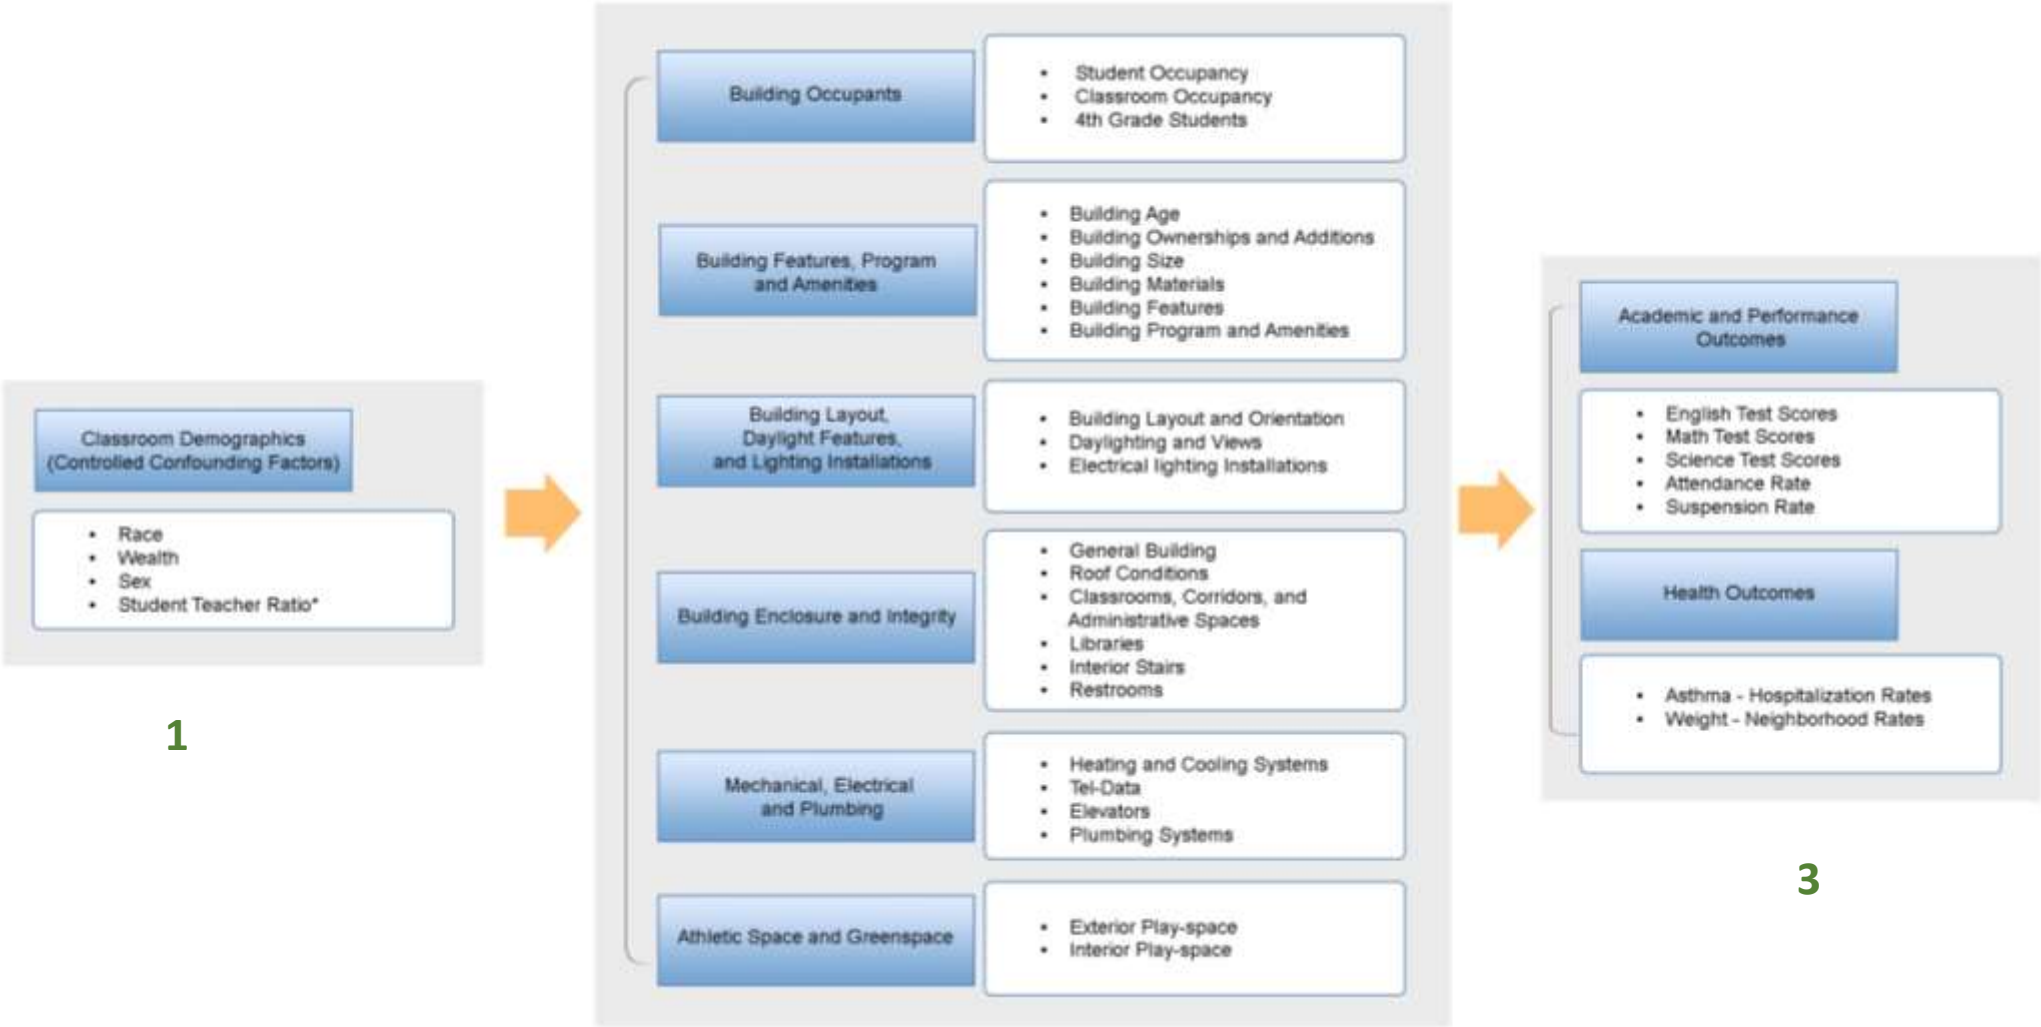 Classroom Demographics
(Controlled Confounding Factors)
• Race
• Wealth
• Sex
• Student Teacher Ratio*
1
Building Occupants
• Student Occupancy
• Classroom Occupancy
• 4th Grade Students
Building Features, Program
and Amenities
• Building Age
• Building Ownerships and Additions
• Building Size
• Building Materials
• Building Features
• Building Program and Amenities
Building Layout,
Daylight Features,
and Lighting Installations
• Building Layout and Orientation
• Daylighting and Views
• Electrical lighting Installations
Building Enclosure and Integrity
• General Building
• Roof Conditions
• Classrooms, Corridors, and
Administrative Spaces
• Libraries
• Interior Stairs
• Restrooms
Mechanical, Electrical
and Plumbing
• Heating and Cooling Systems
• Tel-Data
• Elevators
• Plumbing Systems
Athletic Space and Greenspace
• Exterior Play-space
• Interior Play-space
Academic and Performance
Outcomes
• English Test Scores
• Math Test Scores
• Science Test Scores
• Attendance Rate
• Suspension Rate
Health Outcomes
• Asthma - Hospitalization Rates
• Weight - Neighborhood Rates
3